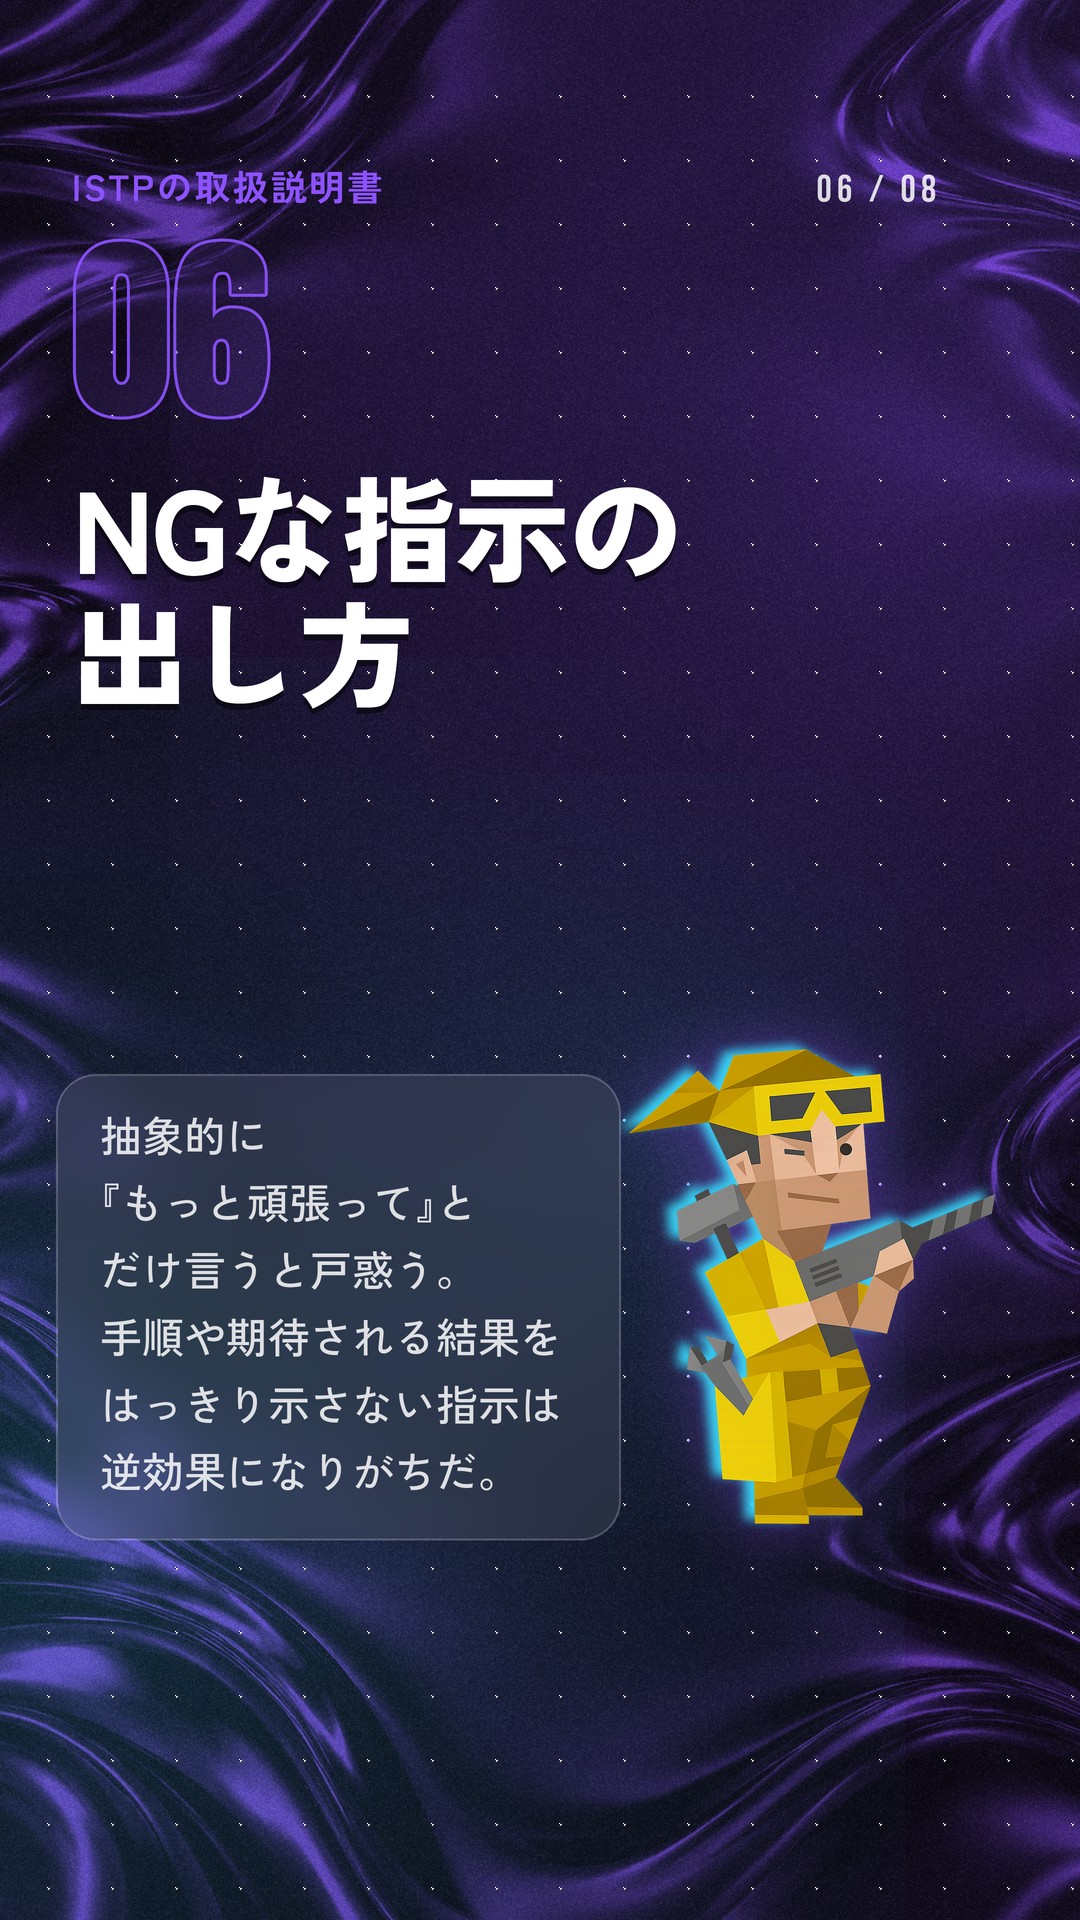 ISTPの取扱説明書
06 / 08
06
NGな指示の
出し方
抽象的に
『もっと頑張って』と
だけ言うと戸惑う。
手順や期待される結果を
はっきり示さない指示は
逆効果になりがちだ。